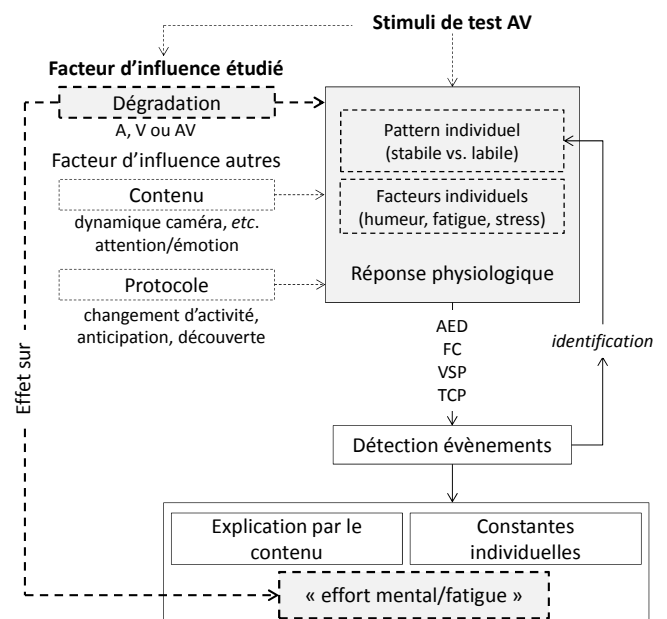 Stimuli de test AV
Facteur d'influence étudié
Dégradation
A, V ou AV
Facteur d'influence autres
Contenu
dynamique caméra, etc.
attention/émotion
Protocole
changement d'activité,
anticipation, découverte
Pattern individuel
(stabile vs. labile)
Facteurs individuels
(humeur, fatigue, stress)
Réponse physiologique
AED
FC
VSP
TCP
identification
Effet sur
Détection évènements
Explication par le
contenu
Constantes
individuelles
« effort mental/fatigue »